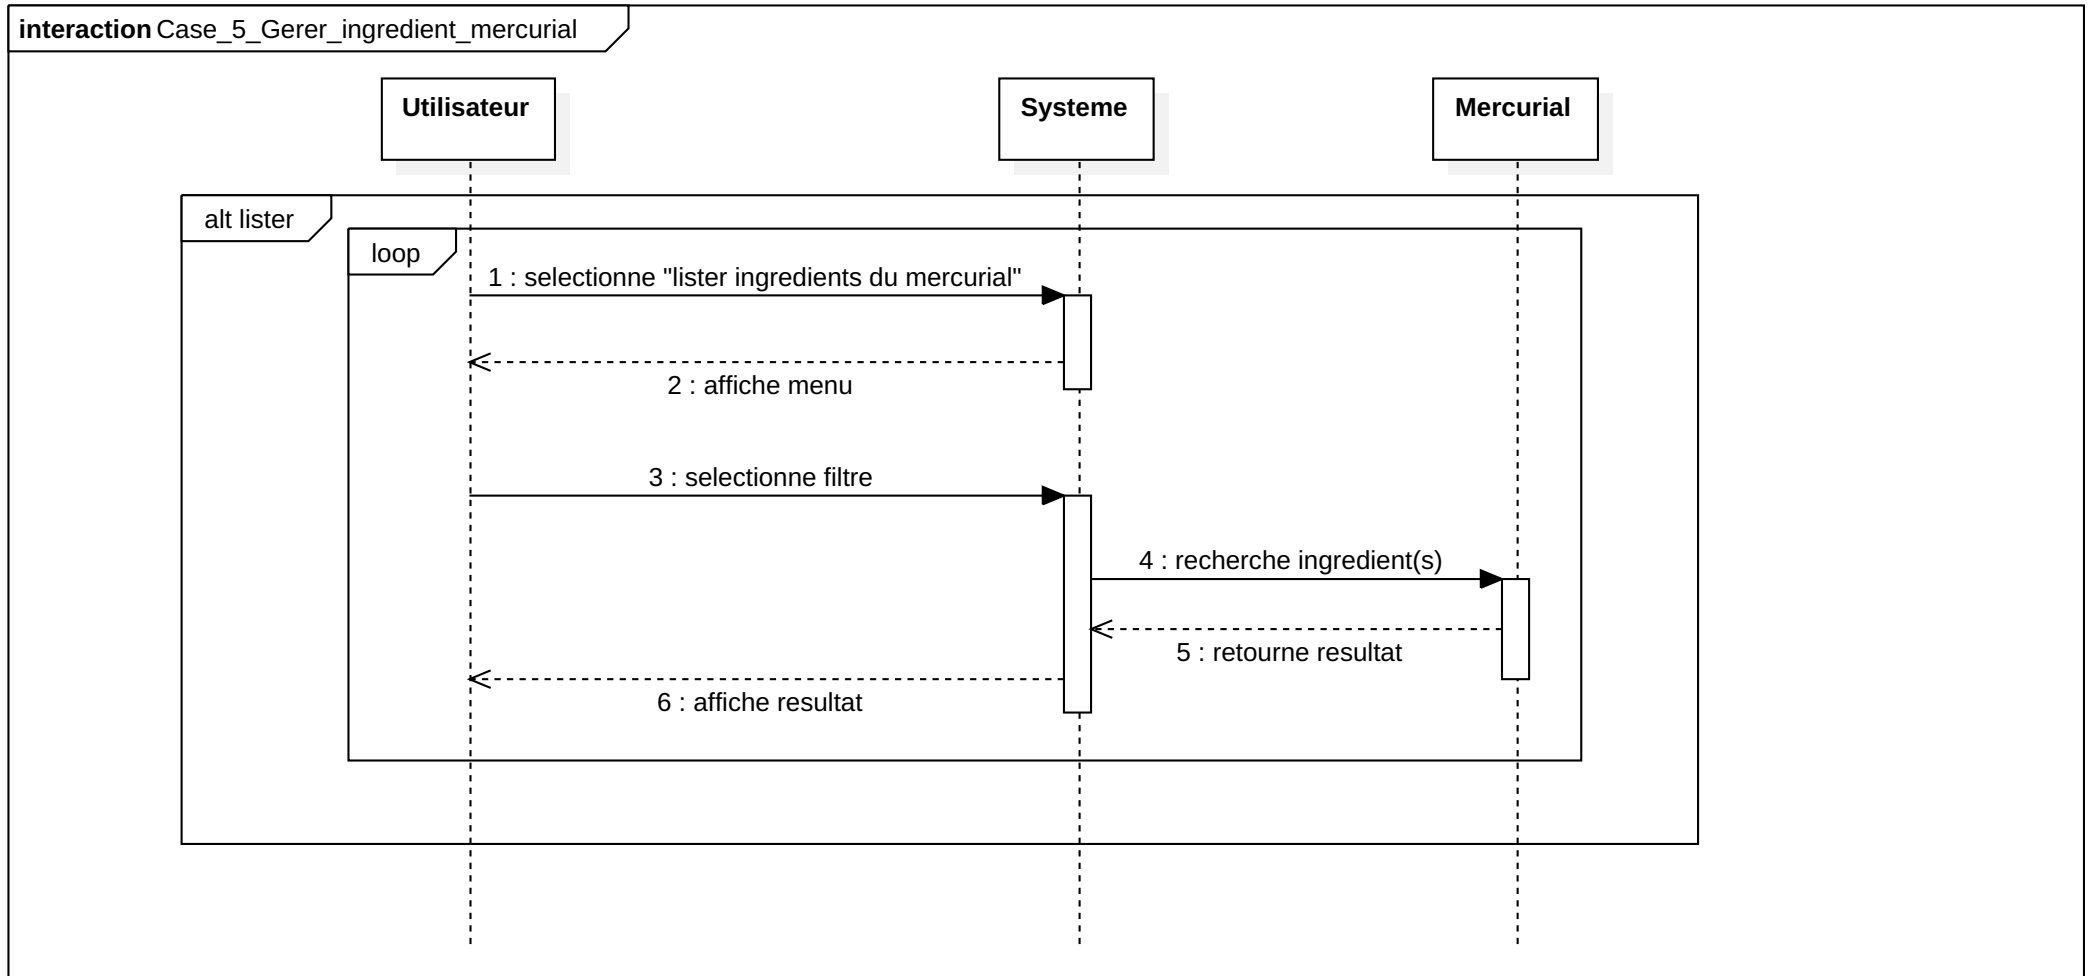 interaction Case_5_Gerer_ingredient_mercurial
Utilisateur
Systeme
Mercurial
alt lister
loop
1 : selectionne "lister ingredients du mercurial"
2 : affiche menu
3 : selectionne filtre
4 : recherche ingredient(s)
5 : retourne resultat
6 : affiche resultat